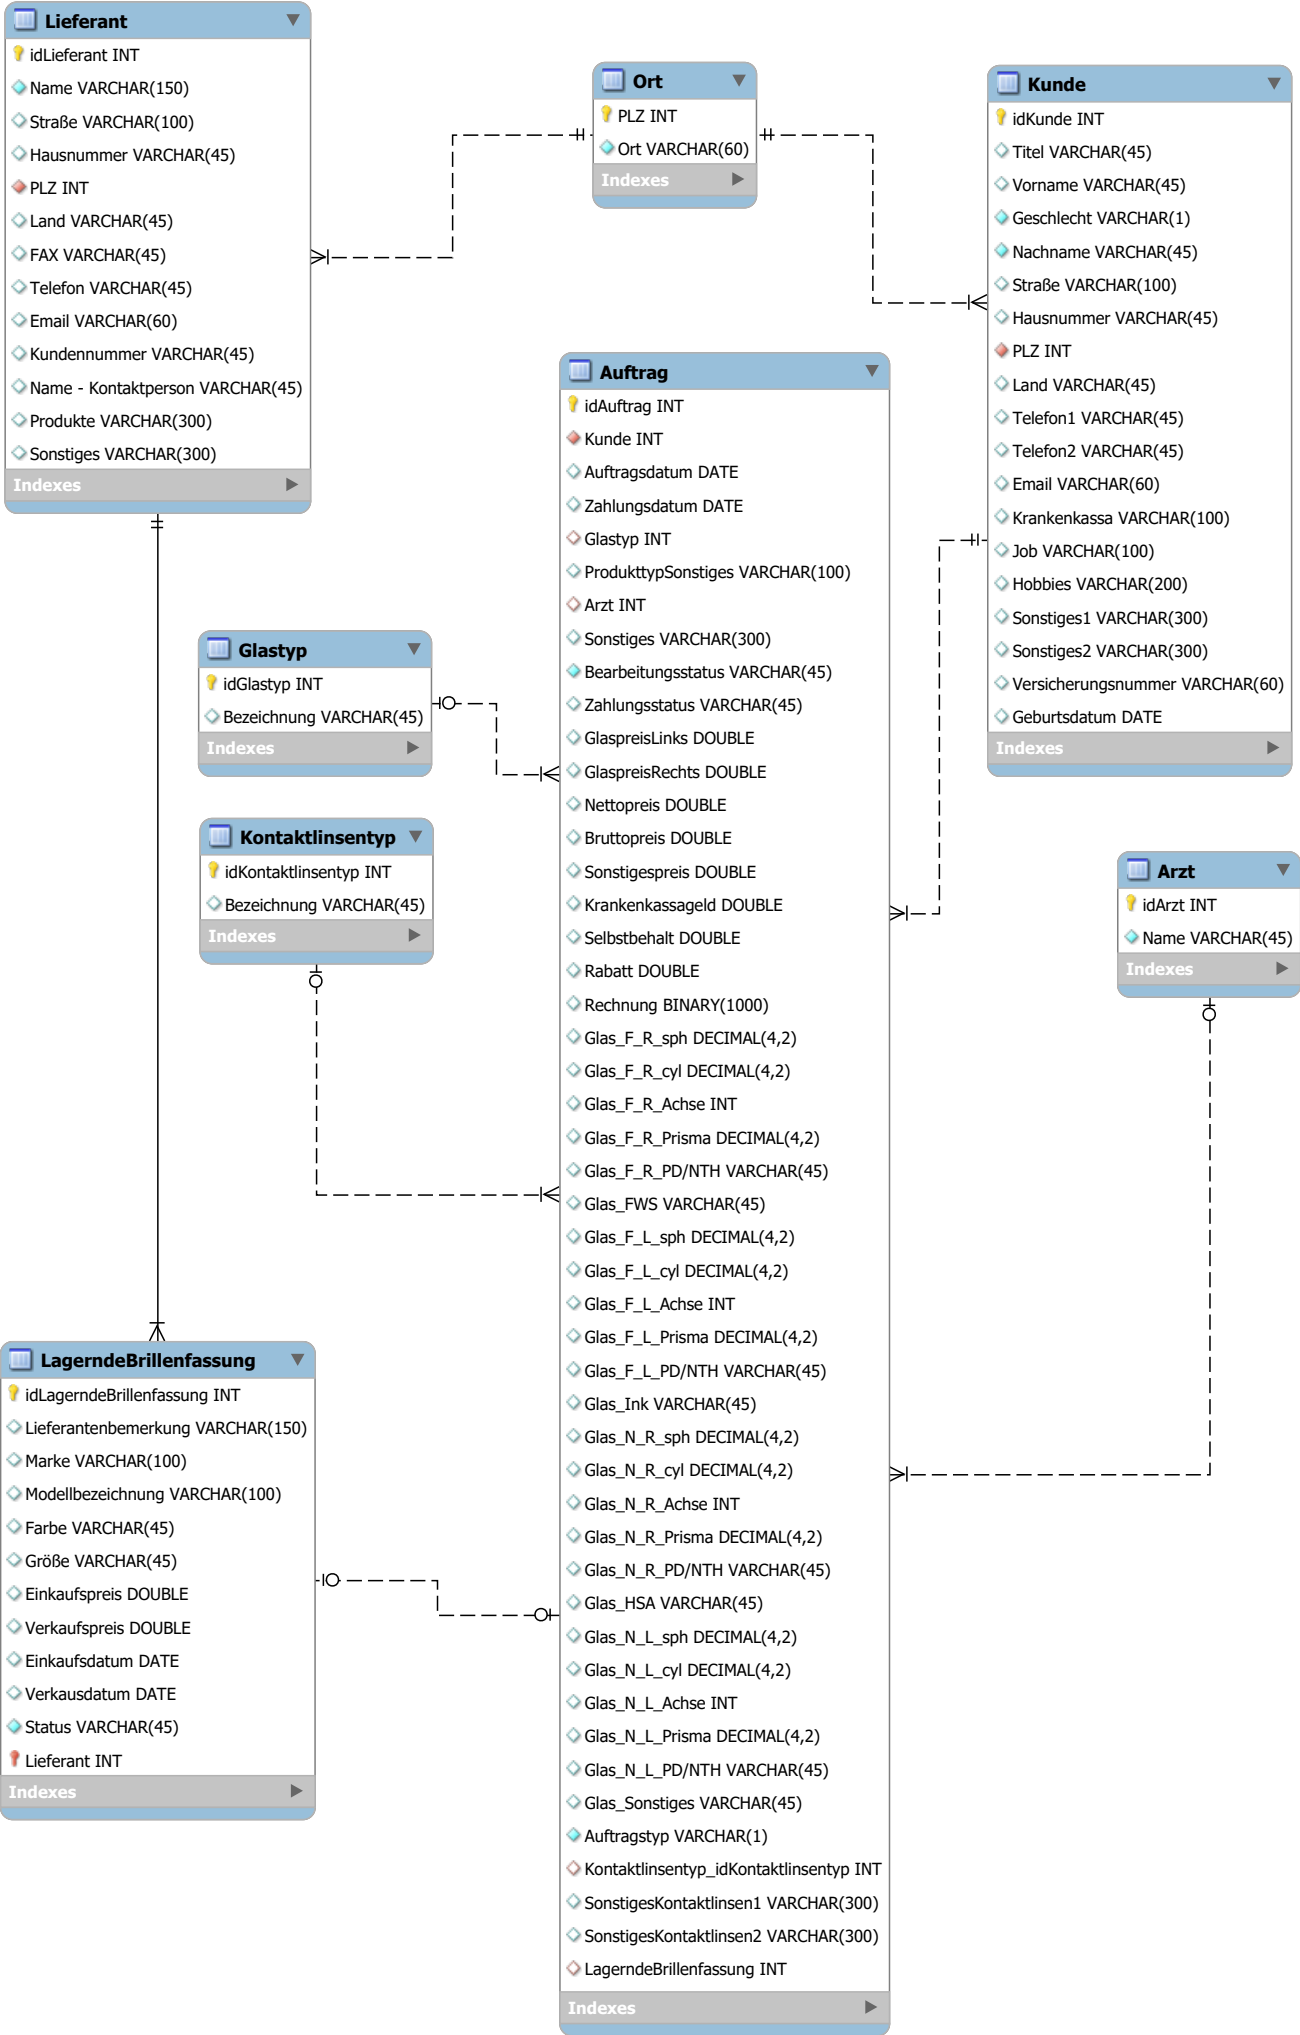 Lieferant
idLieferant INT
Name VARCHAR(150)
Straße VARCHAR(100)
Hausnummer VARCHAR(45)
PLZ INT
Land VARCHAR(45)
FAX VARCHAR(45)
Telefon VARCHAR(45)
Email VARCHAR(60)
Kundennummer VARCHAR(45)
Name - Kontaktperson VARCHAR(45)
Produkte VARCHAR(300)
Sonstiges VARCHAR(300)
Indexes
Ort
PLZ INT
Ort VARCHAR(60)
Indexes
Kunde
idKunde INT
Titel VARCHAR(45)
Vorname VARCHAR(45)
Geschlecht VARCHAR(1)
Nachname VARCHAR(45)
Straße VARCHAR(100)
Hausnummer VARCHAR(45)
PLZ INT
Land VARCHAR(45)
Telefon1 VARCHAR(45)
Telefon2 VARCHAR(45)
Email VARCHAR(60)
Krankenkassa VARCHAR(100)
Job VARCHAR(100)
Hobbies VARCHAR(200)
Sonstiges1 VARCHAR(300)
Sonstiges2 VARCHAR(300)
Versicherungsnummer VARCHAR(60)
Geburtsdatum DATE
Indexes
Auftrag
idAuftrag INT
Kunde INT
Auftragsdatum DATE
Zahlungsdatum DATE
Glastyp INT
ProdukttypSonstiges VARCHAR(100)
Arzt INT
Sonstiges VARCHAR(300)
Bearbeitungsstatus VARCHAR(45)
Zahlungsstatus VARCHAR(45)
GlaspreisLinks DOUBLE
GlaspreisRechts DOUBLE
Nettopreis DOUBLE
Bruttopreis DOUBLE
Sonstigespreis DOUBLE
Krankenkassageld DOUBLE
Selbstbehalt DOUBLE
Rabatt DOUBLE
Rechnung BINARY(1000)
Glas_F_R_sph DECIMAL(4,2)
Glas_F_R_cyl DECIMAL(4,2)
Glas_F_R_Achse INT
Glas_F_R_Prisma DECIMAL(4,2)
Glas_F_R_PD/NTH VARCHAR(45)
Glas_FWS VARCHAR(45)
Glas_F_L_sph DECIMAL(4,2)
Glas_F_L_cyl DECIMAL(4,2)
Glas_F_L_Achse INT
Glas_F_L_Prisma DECIMAL(4,2)
Glas_F_L_PD/NTH VARCHAR(45)
Glas_Ink VARCHAR(45)
Glas_N_R_sph DECIMAL(4,2)
Glas_N_R_cyl DECIMAL(4,2)
Glas_N_R_Achse INT
Glas_N_R_Prisma DECIMAL(4,2)
Glas_N_R_PD/NTH VARCHAR(45)
Glas_HSA VARCHAR(45)
Glas_N_L_sph DECIMAL(4,2)
Glas_N_L_cyl DECIMAL(4,2)
Glas_N_L_Achse INT
Glas_N_L_Prisma DECIMAL(4,2)
Glas_N_L_PD/NTH VARCHAR(45)
Glas_Sonstiges VARCHAR(45)
Auftragstyp VARCHAR(1)
Kontaktlinsentyp_idKontaktlinsentyp INT
SonstigesKontaktlinsen1 VARCHAR(300)
SonstigesKontaktlinsen2 VARCHAR(300)
LagerndeBrillenfassung INT
Indexes
Glastyp
idGlastyp INT
Bezeichnung VARCHAR(45)
Indexes
Kontaktlinsentyp
idKontaktlinsentyp INT
Bezeichnung VARCHAR(45)
Indexes
Arzt
idArzt INT
Name VARCHAR(45)
Indexes
LagerndeBrillenfassung
idLagerndeBrillenfassung INT
Lieferantenbemerkung VARCHAR(150)
Marke VARCHAR(100)
Modellbezeichnung VARCHAR(100)
Farbe VARCHAR(45)
Größe VARCHAR(45)
Einkaufspreis DOUBLE
Verkaufspreis DOUBLE
Einkaufsdatum DATE
Verkausdatum DATE
Status VARCHAR(45)
Lieferant INT
Indexes